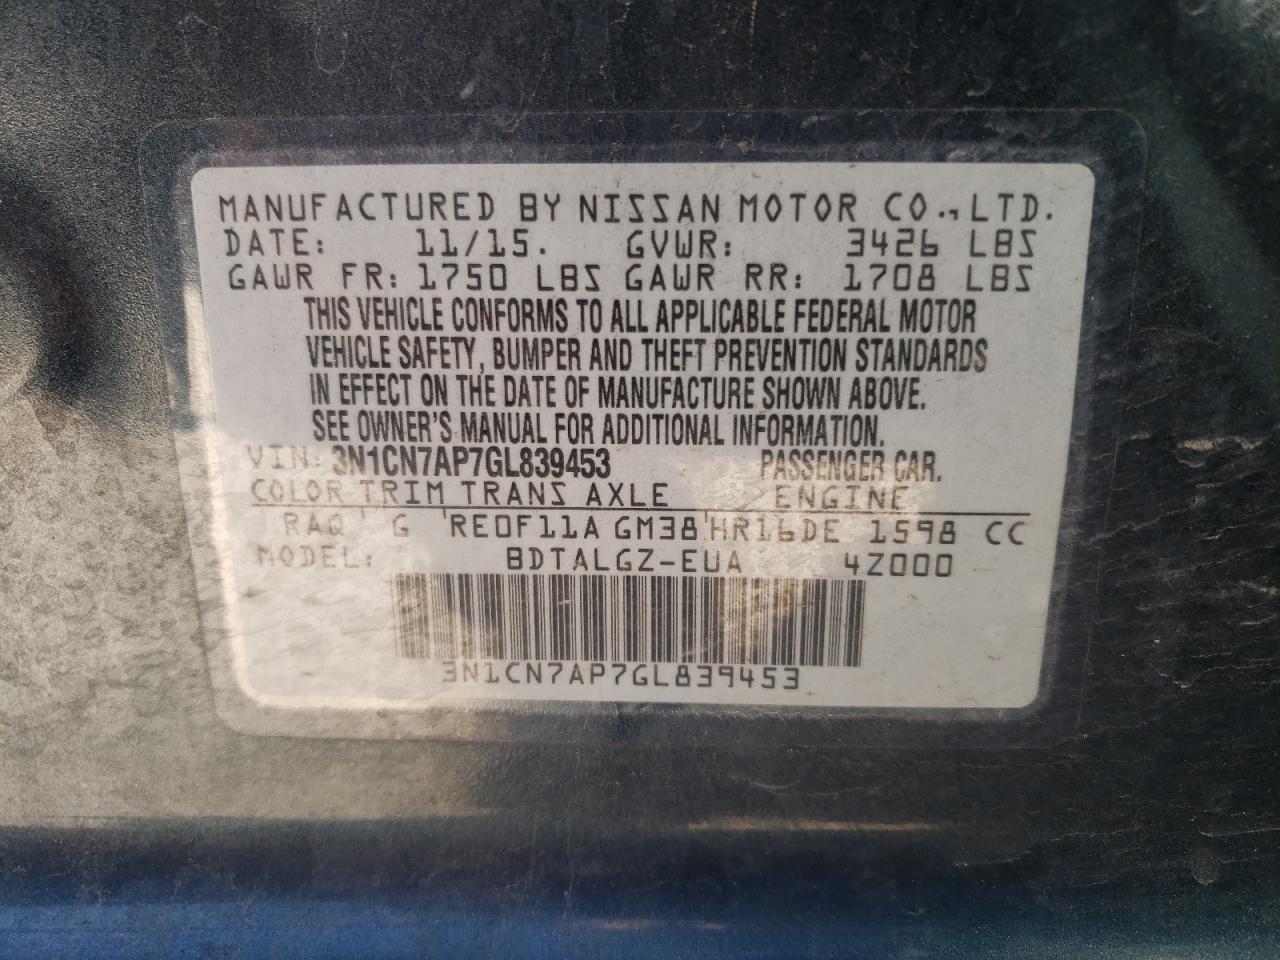 MANUFACTURED BY NISSAN MOTOR CO., LTD.
DATE: 11/15. GVWR: 3426 LBS
GAWR FR: 1750 LBS GAWR RR: 1708 LBS
THIS VEHICLE CONFORMS TO ALL APPLICABLE FEDERAL MOTOR
VEHICLE SAFETY, BUMPER AND THEFT PREVENTION STANDARDS
IN EFFECT ON THE DATE OF MANUFACTURE SHOWN ABOVE.
SEE OWNER'S MANUAL FOR ADDITIONAL INFORMATION.
VIN: 3N1CN7AP7GL839453 PASSENGER CAR.
COLOR TRIM TRANS AXLE ENGINE
RAQ G RE0F11A GM38 HR16DE 1598 CC
MODEL: BDTALGZ-EUA 4Z000
3N1CN7AP7GL839453